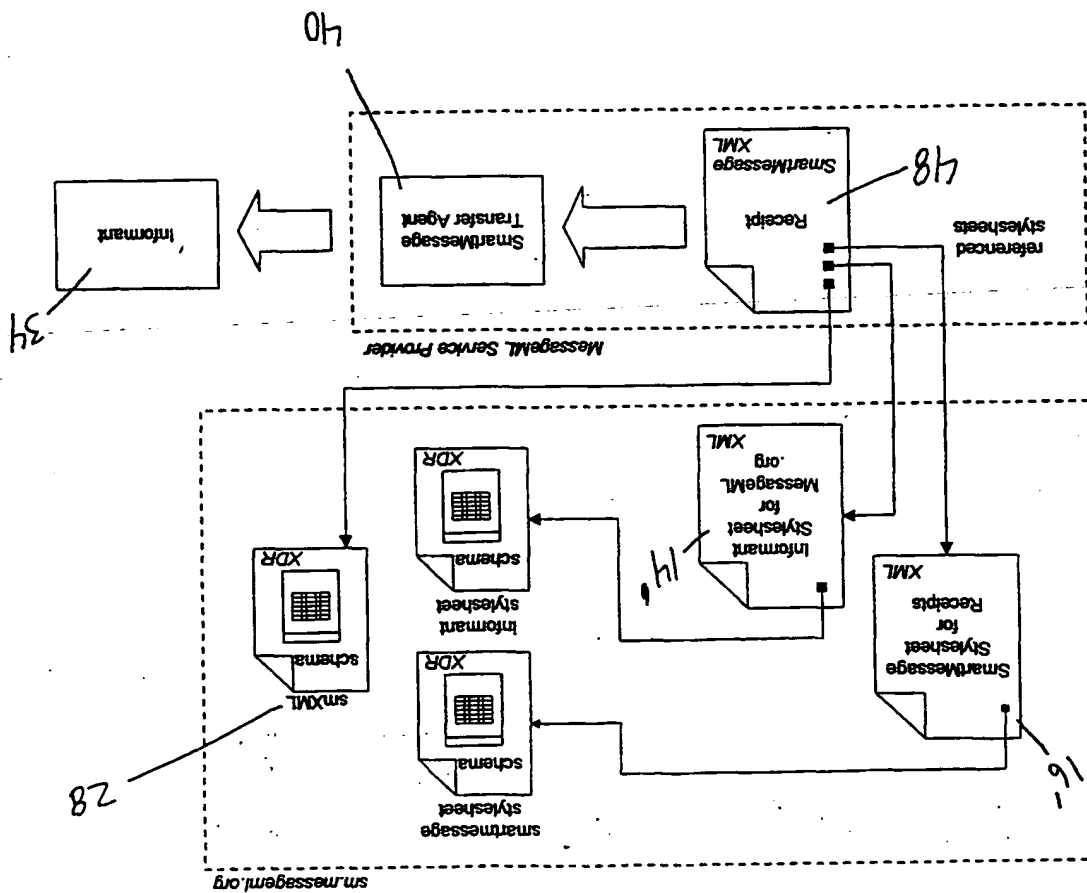 sm.messageml.org
28
smXML
schema
XDR
smartmessage
stylesheet
schema
XDR
informant
stylesheet
schema
XDR
16'
SmartMessage
Stylesheet
for
Receipts
XML
14'
Informant
Stylesheet
for
MessageML
.org
XML
MessageML Service Provider
34
Informant
SmartMessage
Transfer Agent
40
Receipt
SmartMessage
XML
48
referenced
stylesheets